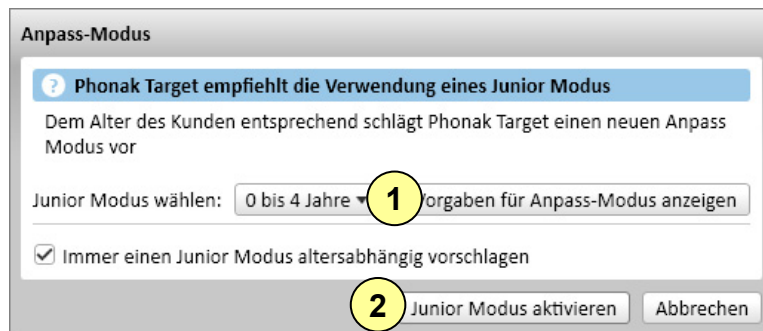 Anpass-Modus
? Phonak Target empfiehlt die Verwendung eines Junior Modus
Dem Alter des Kunden entsprechend schlägt Phonak Target einen neuen Anpass
Modus vor
Junior Modus wählen: 0 bis 4 Jahre 1 Vorgaben für Anpass-Modus anzeigen
Immer einen Junior Modus altersabhängig vorschlagen
2 Junior Modus aktivieren Abbrechen